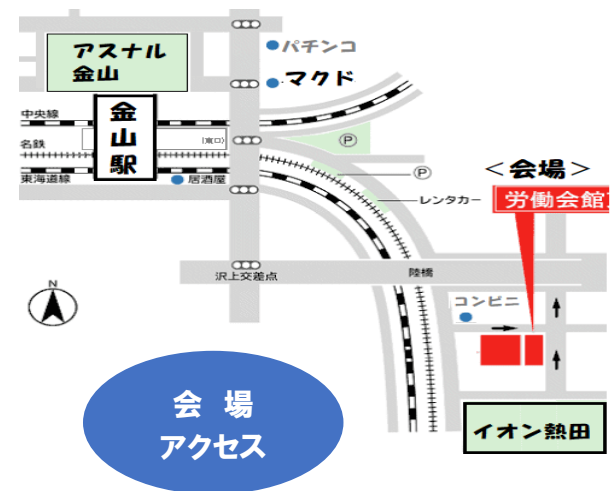 アスナル
金山
パチンコ
マクド
中央線
金山駅
(東口)
名鉄
東海道線
居酒屋
P
P
レンタカー
<会場>
労働会館
沢上交差点
陸橋
N
コンビニ
会 場
アクセス
イオン熱田